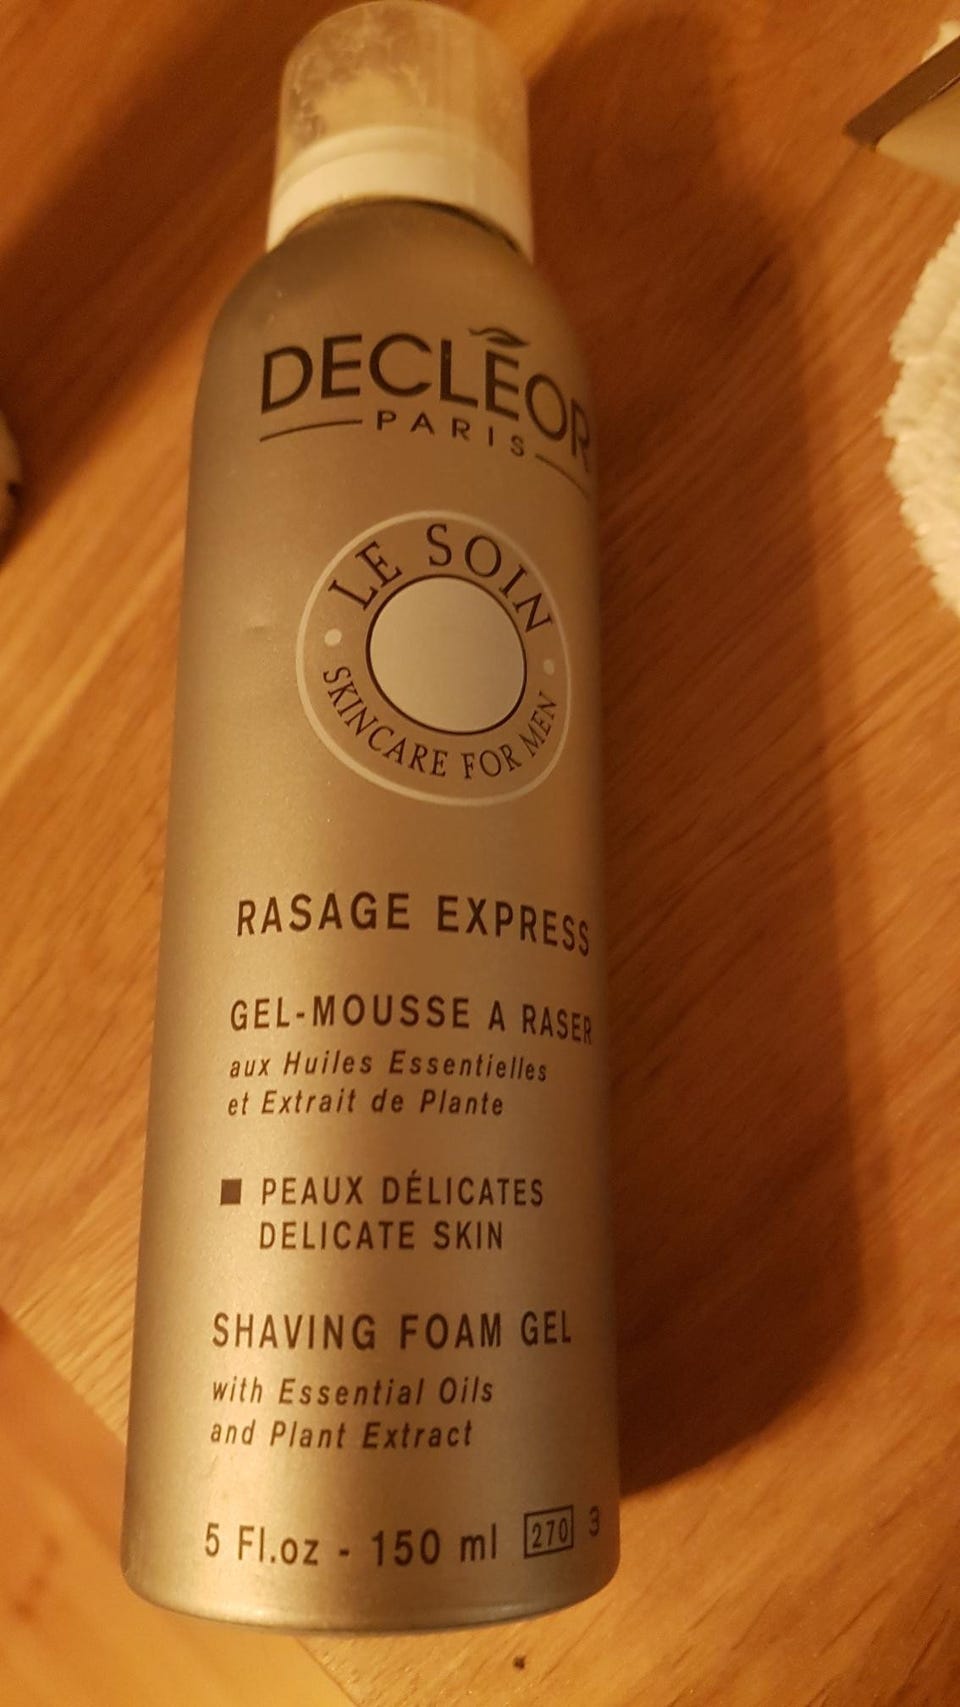 DECLÉOR
PARIS
LE SOIN
SKINCARE FOR MEN
RASAGE EXPRESS
GEL-MOUSSE A RASER
aux Huiles Essentielles
et Extrait de Plante
■ PEAUX DÉLICATES
DELICATE SKIN
SHAVING FOAM GEL
with Essential Oils
and Plant Extract
5 Fl.oz - 150 ml 270 3